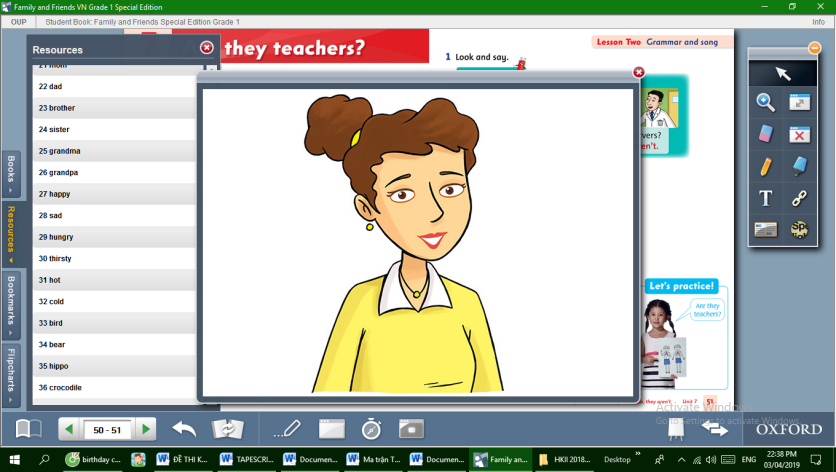 Family and Friends VN Grade 1 Special Edition
OUP Student Book: Family and Friends Special Edition Grade 1 Info
Resources
they teachers?
Lesson Two Grammar and song
1 Look and say.
21 mom
22 dad
23 brother
24 sister
25 grandma
26 grandpa
27 happy
28 sad
29 hungry
30 thirsty
31 hot
32 cold
33 bird
34 bear
35 hippo
36 crocodile
Books
Resources
Bookmarks
Flipcharts
vers?
en't.
T
sp
Let's practice!
Are they
teachers?
they aren't. Unit 7 51
Activate Windows
Go to Settings to activate Windows.
50 - 51
OXFORD
birthday c...
ĐỀ THI K...
TAPESCRI...
Documen...
Ma trận T...
Documen...
Family an...
HKII 2018...
Desktop
ENG
22:38 PM
03/04/2019